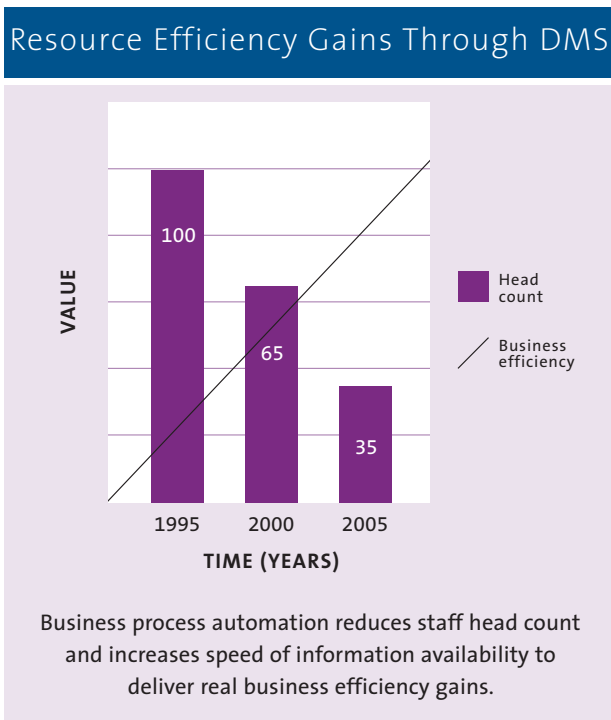 Resource Efficiency Gains Through DMS
VALUE
100
65
35
1995 2000 2005
TIME (YEARS)
Head
count
Business
efficiency
Business process automation reduces staff head count
and increases speed of information availability to
deliver real business efficiency gains.